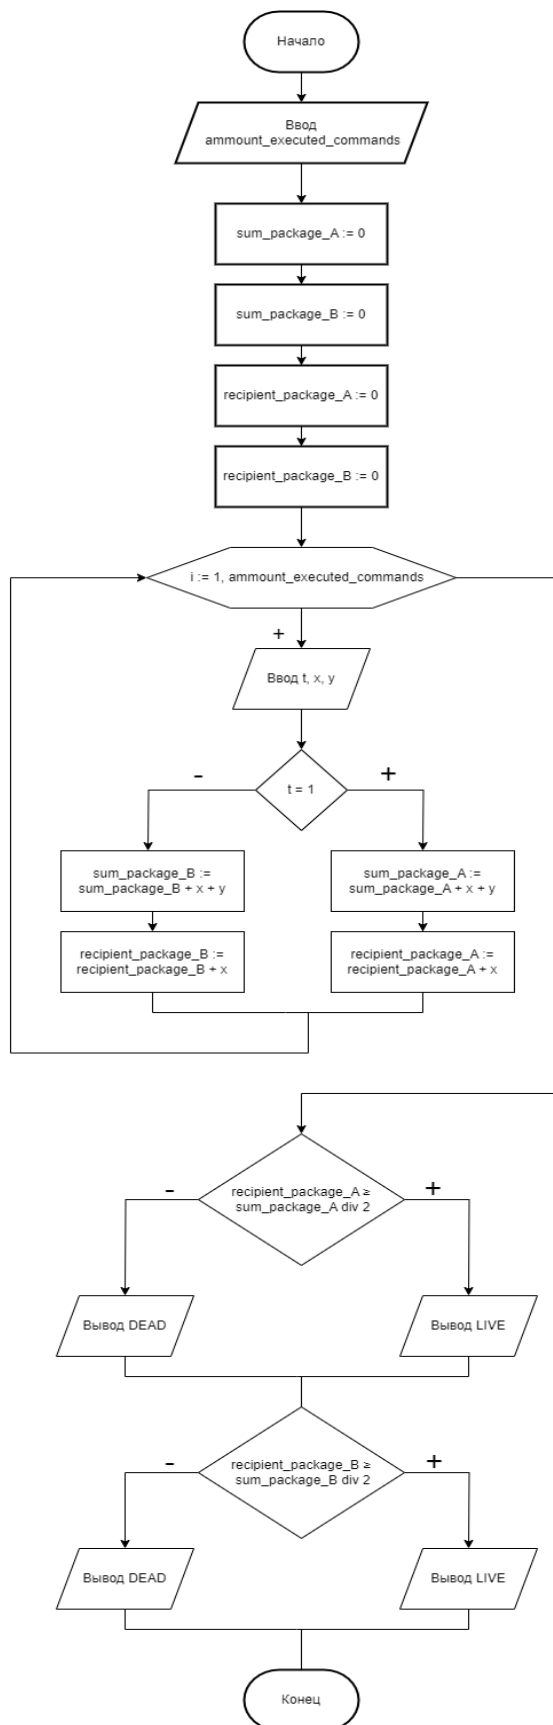 Начало
Ввод
ammount_executed_commands
sum_package_A := 0
sum_package_B := 0
recipient_package_A := 0
recipient_package_B := 0
i := 1, ammount_executed_commands
+
Ввод t, x, y
-
t = 1
+
sum_package_B :=
sum_package_B + x + y
sum_package_A :=
sum_package_A + x + y
recipient_package_B :=
recipient_package_B + x
recipient_package_A :=
recipient_package_A + x
-
recipient_package_A ≥
sum_package_A div 2
+
Вывод DEAD
Вывод LIVE
-
recipient_package_B ≥
sum_package_B div 2
+
Вывод DEAD
Вывод LIVE
Конец